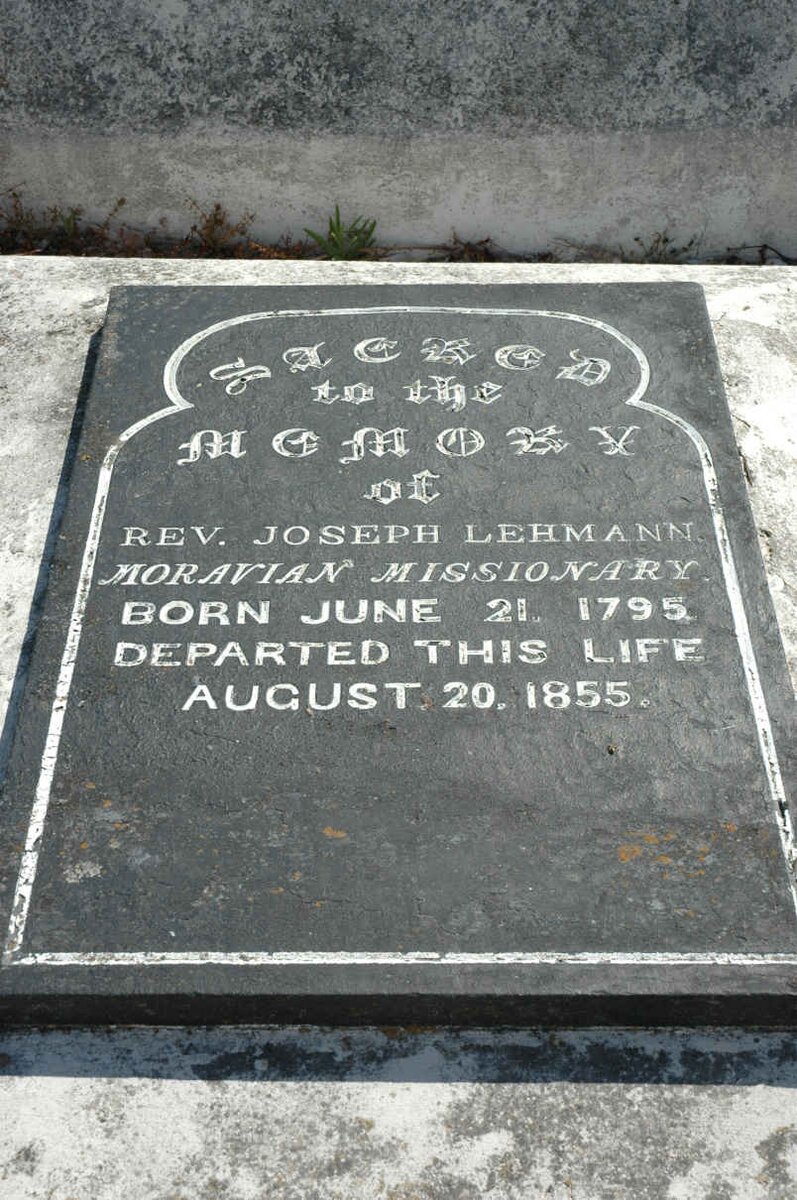 SACRED
to the
MEMORY
of
REV. JOSEPH LEHMANN.
MORAVIAN MISSIONARY.
BORN JUNE 21. 1795.
DEPARTED THIS LIFE
AUGUST 20. 1855.